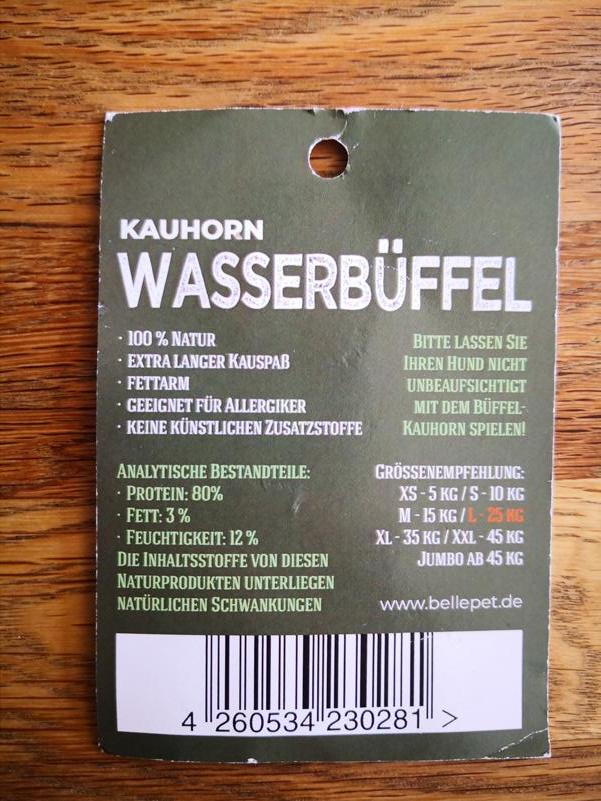 KAUHORN
WASSERBÜFFEL
· 100 % NATUR
· EXTRA LANGER KAUSPAß
· FETTARM
· GEEIGNET FÜR ALLERGIKER
· KEINE KÜNSTLICHEN ZUSATZSTOFFE
BITTE LASSEN SIE
IHREN HUND NICHT
UNBEAUFSICHTIGT
MIT DEM BÜFFEL-
KAUHORN SPIELEN!
ANALYTISCHE BESTANDTEILE:
· PROTEIN: 80%
· FETT: 3 %
· FEUCHTIGKEIT: 12 %
DIE INHALTSSTOFFE VON DIESEN
NATURPRODUKTEN UNTERLIEGEN
NATÜRLICHEN SCHWANKUNGEN
GRÖSSENEMPFEHLUNG:
XS - 5 KG / S - 10 KG
M - 15 KG / L - 25 KG
XL - 35 KG / XXL - 45 KG
JUMBO AB 45 KG
www.bellepet.de
4 260534 230281 >